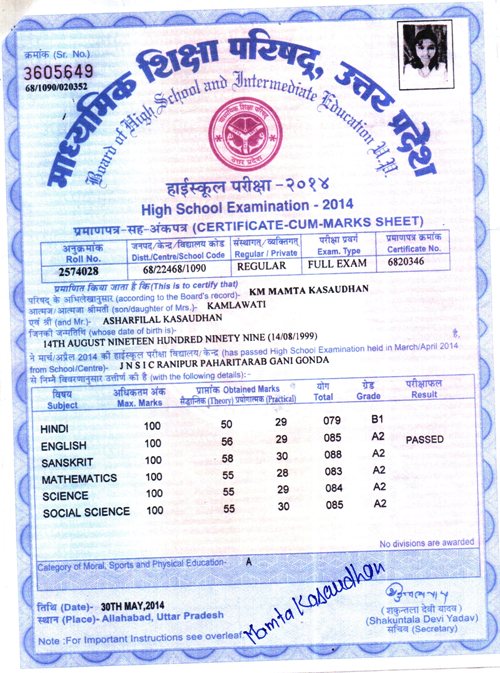 क्रमांक (Sr. No.)
3605649
68/1090/020352
माध्यमिक शिक्षा परिषद्, उत्तर प्रदेश
Board of High School and Intermediate Education U.P.
माध्यमिक शिक्षा परिषद्
उत्तर प्रदेश
हाईस्कूल परीक्षा - २०१४
High School Examination - 2014
प्रमाणपत्र-सह-अंकपत्र (CERTIFICATE-CUM-MARKS SHEET)
अनुक्रमांक जनपद/केन्द्र/विद्यालय कोड संस्थागत/व्यक्तिगत परीक्षा प्रवर्ग प्रमाणपत्र क्रमांक
Roll No. Distt./Centre/School Code Regular / Private Exam. Type Certificate No.
2574028 68/22468/1090 REGULAR FULL EXAM 6820346
प्रमाणित किया जाता है कि (This is to certify that)
परिषद के अभिलेखानुसार (according to the Board's record):- KM MAMTA KASAUDHAN
आत्मज/आत्मजा श्रीमती (son/daughter of Mrs.)- KAMLAWATI
एवं श्री (and Mr.)- ASHARFILAL KASAUDHAN
जिनकी जन्मतिथि (whose date of birth is)-
14TH AUGUST NINETEEN HUNDRED NINETY NINE (14/08/1999) है,
ने मार्च/अप्रैल 2014 की हाईस्कूल परीक्षा विद्यालय/केन्द्र (has passed High School Examination held in March/April 2014
from School/Centre)- J N S I C RANIPUR PAHARITARAB GANI GONDA
से निम्न विवरणानुसार उत्तीर्ण की है (with the following details):-
विषय अधिकतम अंक प्राप्तांक Obtained Marks योग ग्रेड परीक्षाफल
Subject Max. Marks सैद्धान्तिक (Theory) प्रयोगात्मक (Practical) Total Grade Result
HINDI 100 50 29 079 B1
ENGLISH 100 56 29 085 A2 PASSED
SANSKRIT 100 58 30 088 A2
MATHEMATICS 100 55 28 083 A2
SCIENCE 100 55 29 084 A2
SOCIAL SCIENCE 100 55 30 085 A2
No divisions are awarded
Category of Moral, Sports and Physical Education- A
तिथि (Date)- 30TH MAY,2014
स्थान (Place)- Allahabad, Uttar Pradesh
Mamta Kasaudhan
(शकुन्तला देवी यादव)
(Shakuntala Devi Yadav)
सचिव (Secretary)
Note :For Important Instructions see overleaf.